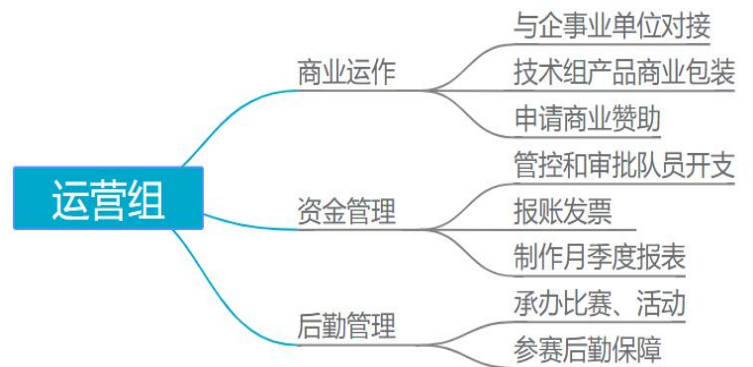 运营组
商业运作
与企事业单位对接
技术组产品商业包装
申请商业赞助
资金管理
管控和审批队员开支
报账发票
制作月季度报表
后勤管理
承办比赛、活动
参赛后勤保障